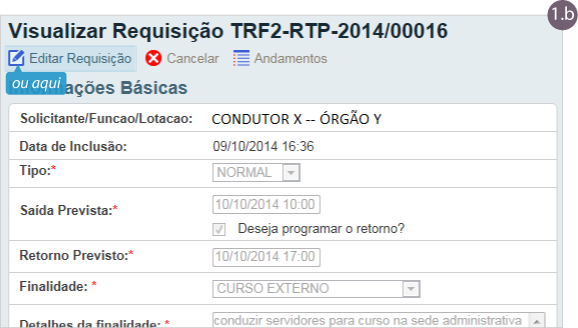 1.b
Visualizar Requisição TRF2-RTP-2014/00016
Editar Requisição Cancelar Andamentos
ou aqui
ações Básicas
Solicitante/Funcao/Lotacao: CONDUTOR X -- ÓRGÃO Y
Data de Inclusão: 09/10/2014 16:36
Tipo:* NORMAL
Saída Prevista:* 10/10/2014 10:00
Deseja programar o retorno?
Retorno Previsto:* 10/10/2014 17:00
Finalidade: * CURSO EXTERNO
Detalhes da finalidade: * conduzir servidores para curso na sede administrativa